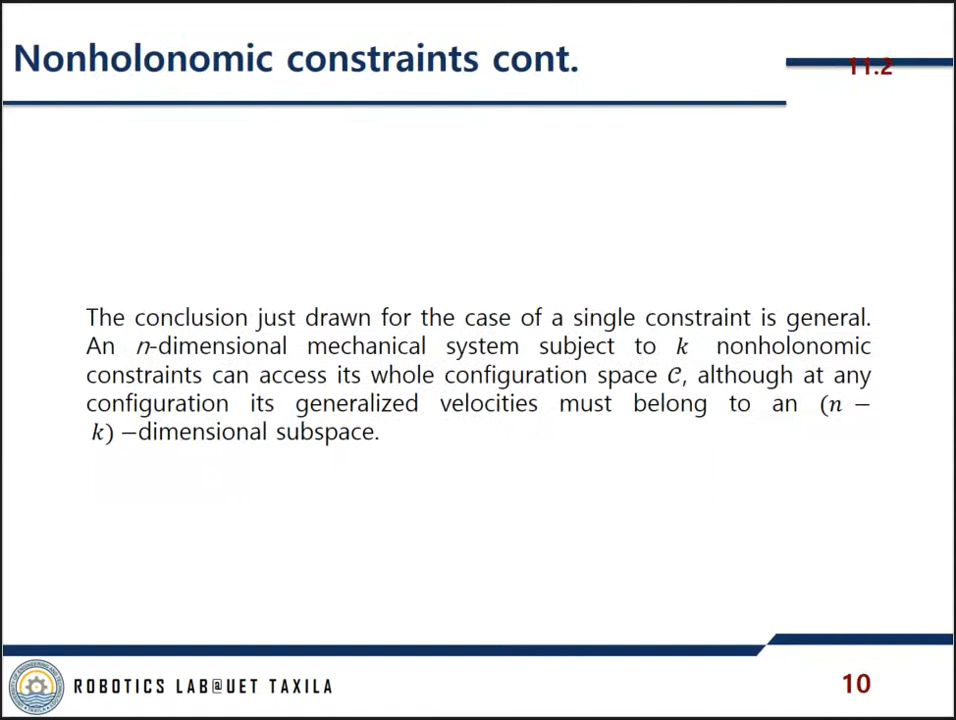 Nonholonomic constraints cont.
11.2
The conclusion just drawn for the case of a single constraint is general.
An n-dimensional mechanical system subject to k nonholonomic
constraints can access its whole configuration space 𝒞, although at any
configuration its generalized velocities must belong to an (n −
k) −dimensional subspace.
ROBOTICS LAB@UET TAXILA
10